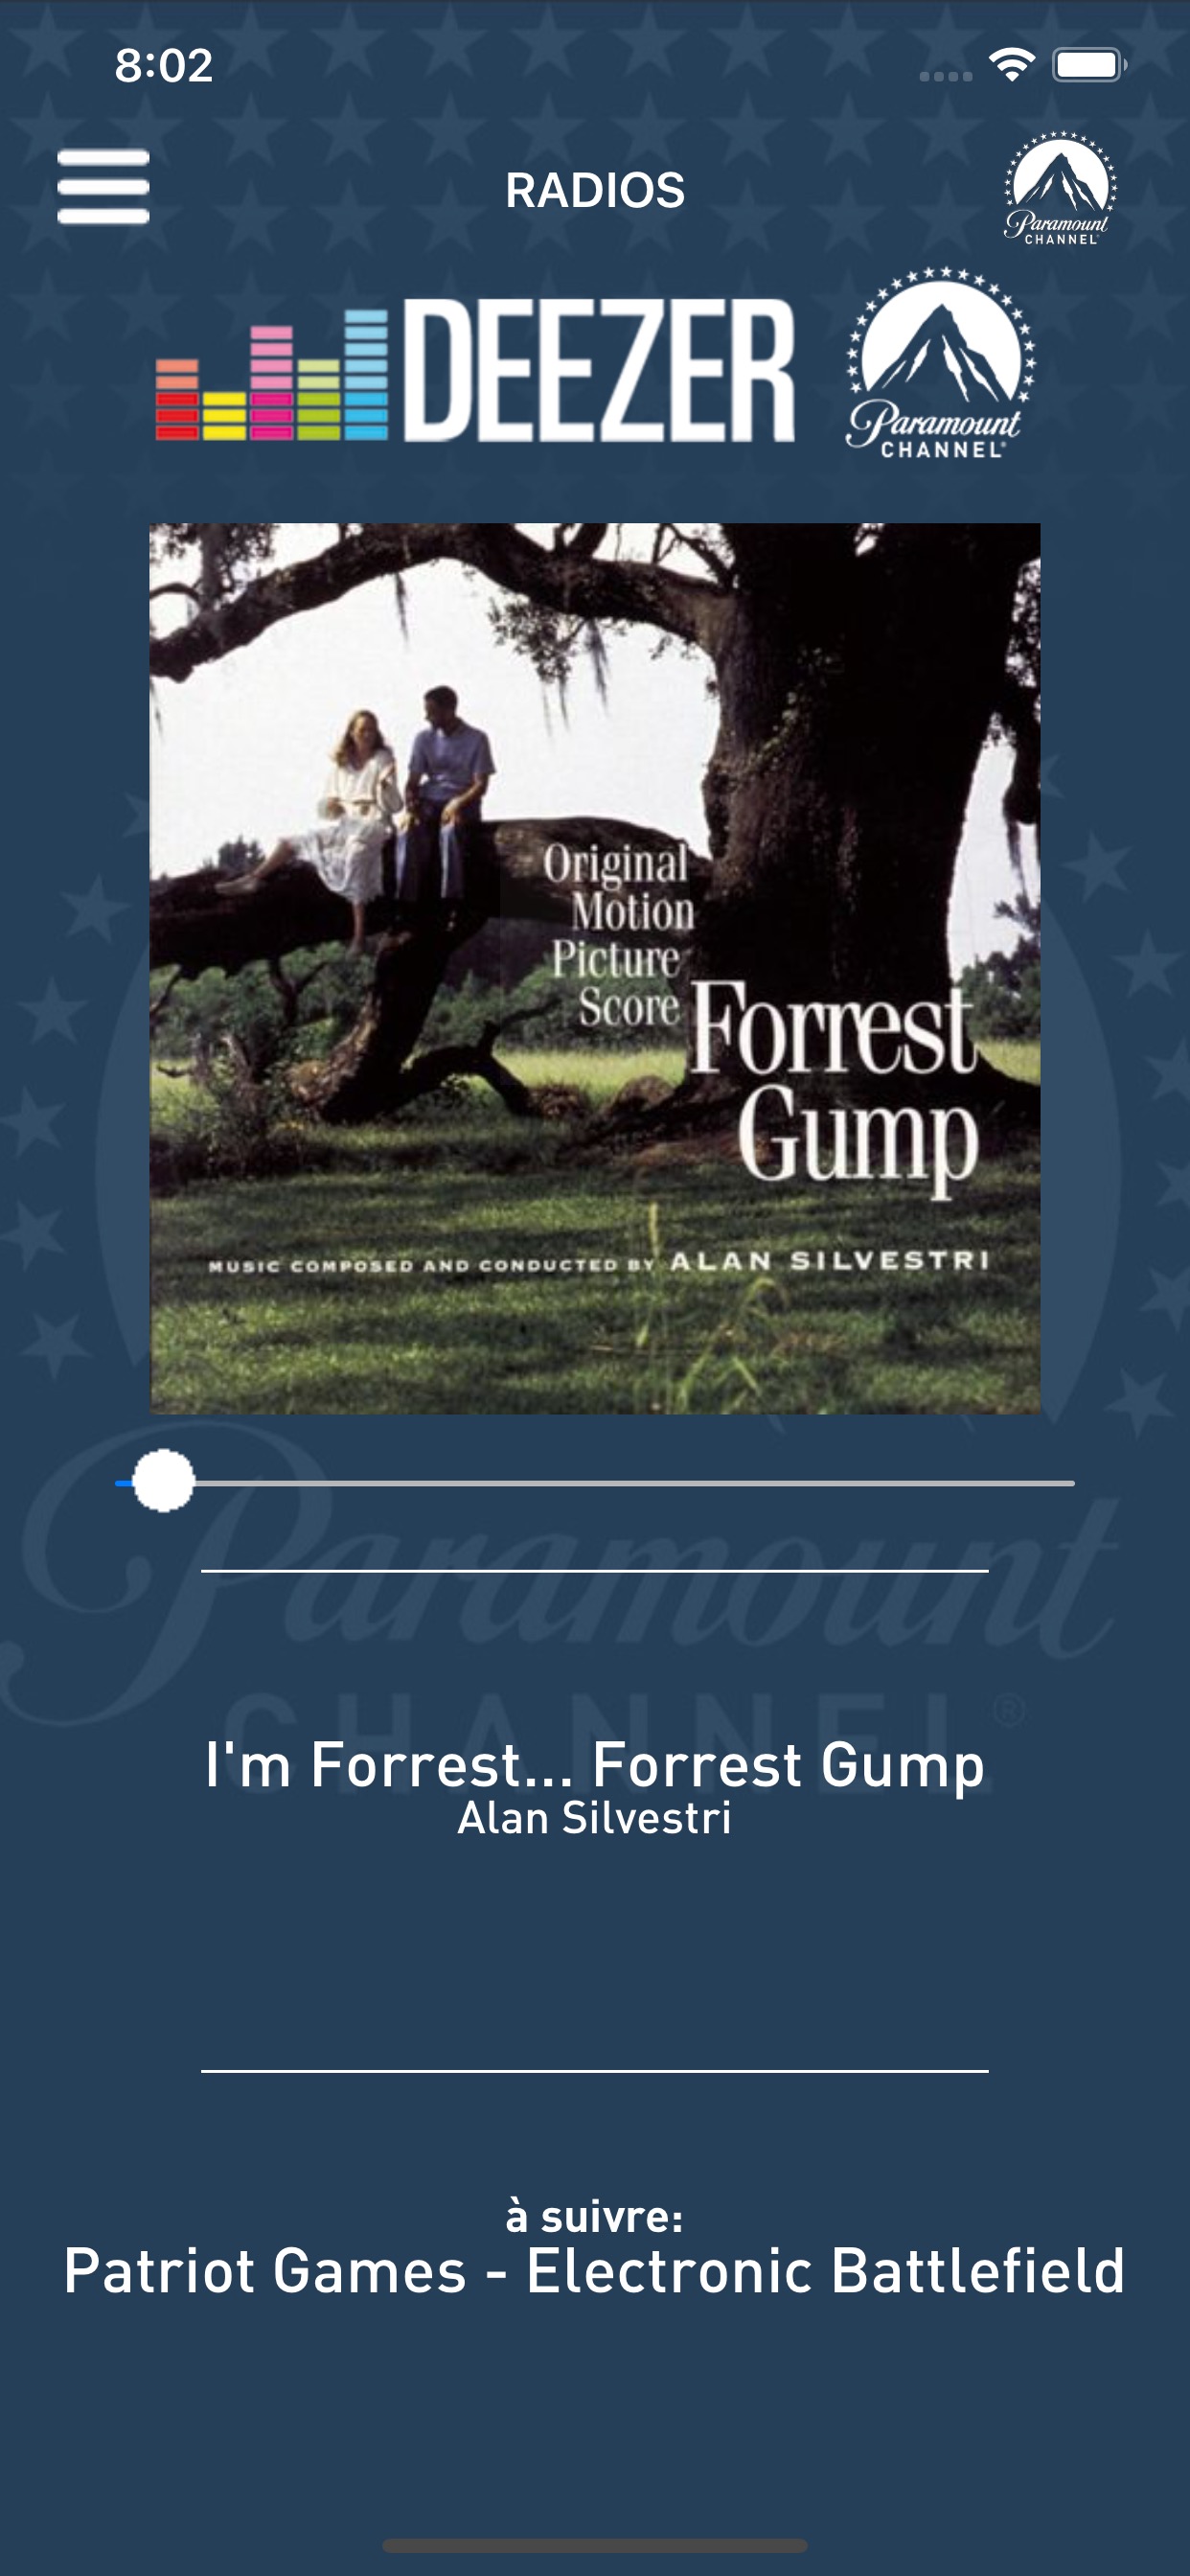 8:02
RADIOS
Paramount
CHANNEL
DEEZER
Paramount
CHANNEL®
Original
Motion
Picture
Score
Forrest
Gump
MUSIC COMPOSED AND CONDUCTED BY ALAN SILVESTRI
Paramount
CHANNEL®
I'm Forrest... Forrest Gump
Alan Silvestri
à suivre:
Patriot Games - Electronic Battlefield